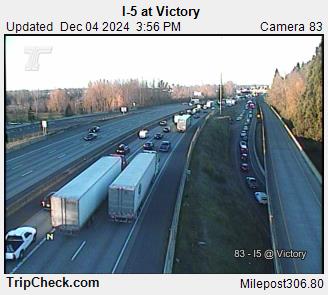 I-5 at Victory
Updated Dec 04 2024 3:56 PM Camera 83
83 - I5 @ Victory
N
TripCheck.com Milepost306.80